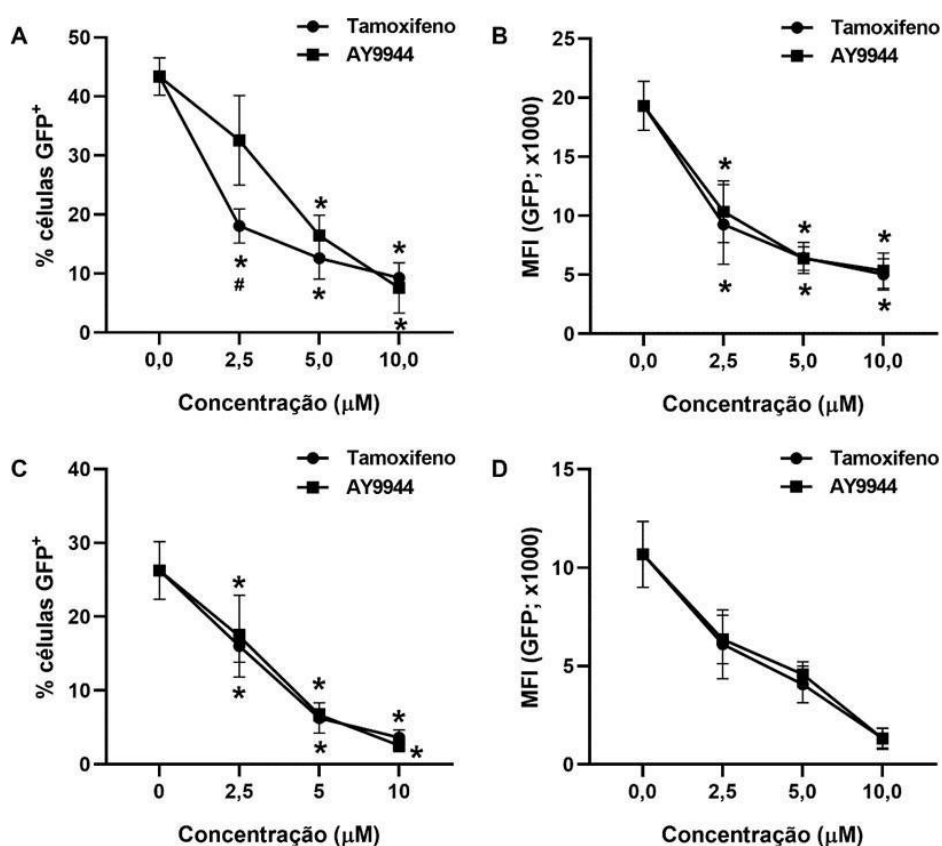 A
Tamoxifeno
AY9944
% células GFP+
50
40
30
20
10
0
*
#
*
*
*
*
0,0 2,5 5,0 10,0
Concentração (μM)
B
Tamoxifeno
AY9944
MFI (GFP; x1000)
25
20
15
10
5
0
*
*
*
*
*
*
0,0 2,5 5,0 10,0
Concentração (μM)
C
Tamoxifeno
AY9944
% células GFP+
40
30
20
10
0
*
*
*
*
*
*
0 2,5 5 10
Concentração (μM)
D
Tamoxifeno
AY9944
MFI (GFP; x1000)
15
10
5
0
0,0 2,5 5,0 10,0
Concentração (μM)